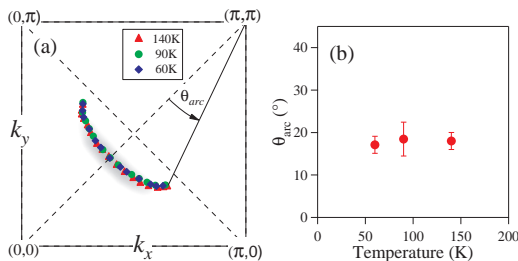 (0,π)
(π,π)
(a)
140K
90K
60K
θarc
ky
(0,0)
kx
(π,0)
(b)
θarc (°)
40
30
20
10
0
0 50 100 150 200
Temperature (K)